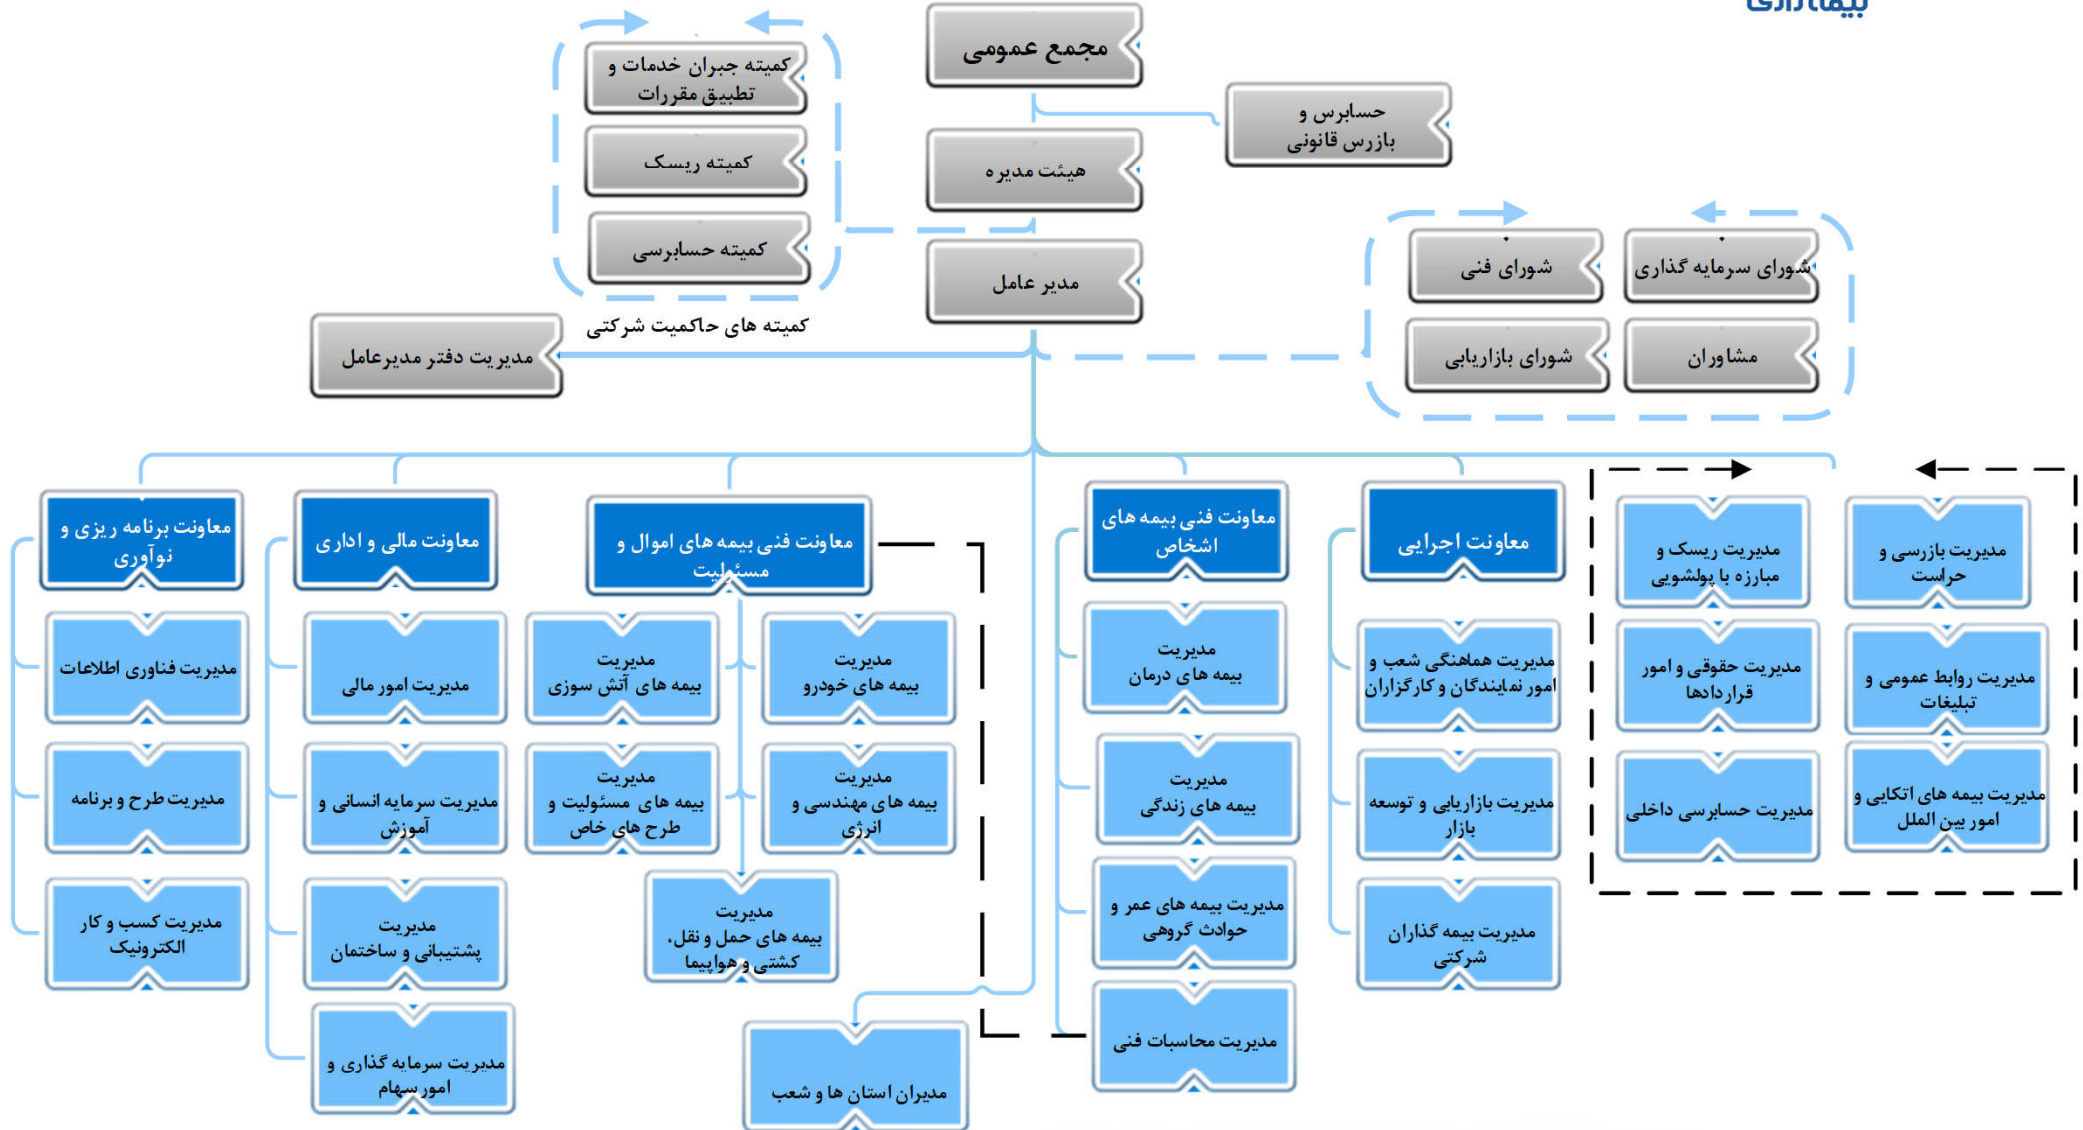 مجمع عمومی
حسابرس و
بازرس قانونی
هیئت مدیره
مدیر عامل
کمیته جبران خدمات و
تطبیق مقررات
کمیته ریسک
کمیته حسابرسی
کمیته های حاکمیت شرکتی
شورای سرمایه گذاری
شورای فنی
مشاوران
شورای بازاریابی
مدیریت دفتر مدیرعامل
مدیریت بازرسی و
حراست
مدیریت ریسک و
مبارزه با پولشویی
مدیریت روابط عمومی و
تبلیغات
مدیریت حقوقی و امور
قراردادها
مدیریت بیمه های اتکایی و
امور بین الملل
مدیریت حسابرسی داخلی
معاونت اجرایی
مدیریت هماهنگی شعب و
امور نمایندگان و کارگزاران
مدیریت بازاریابی و توسعه
بازار
مدیریت بیمه گذاران
شرکتی
معاونت فنی بیمه های
اشخاص
مدیریت
بیمه های درمان
مدیریت
بیمه های زندگی
مدیریت بیمه های عمر و
حوادث گروهی
مدیریت محاسبات فنی
معاونت فنی بیمه های اموال و
مسئولیت
مدیریت
بیمه های خودرو
مدیریت
بیمه های آتش سوزی
مدیریت
بیمه های مهندسی و
انرژی
مدیریت
بیمه های مسئولیت و
طرح های خاص
مدیریت
بیمه های حمل و نقل،
کشتی و هواپیما
مدیران استان ها و شعب
معاونت مالی و اداری
مدیریت امور مالی
مدیریت سرمایه انسانی و
آموزش
مدیریت
پشتیبانی و ساختمان
مدیریت سرمایه گذاری و
امور سهام
معاونت برنامه ریزی و
نوآوری
مدیریت فناوری اطلاعات
مدیریت طرح و برنامه
مدیریت کسب و کار
الکترونیک